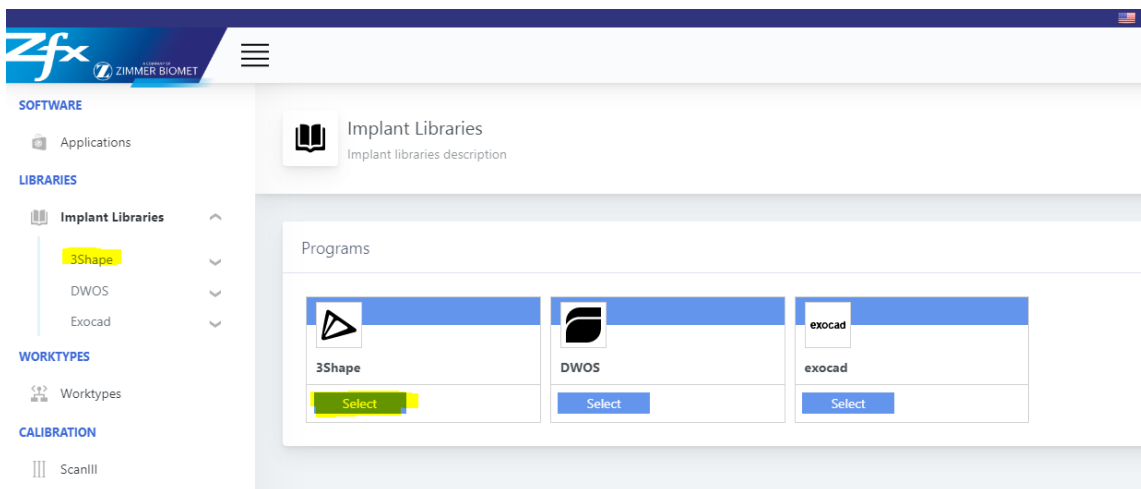 Zfx
A COMPANY OF
ZIMMER BIOMET
SOFTWARE
Applications
LIBRARIES
Implant Libraries
3Shape
DWOS
Exocad
WORKTYPES
Worktypes
CALIBRATION
ScanIII
Implant Libraries
Implant libraries description
Programs
3Shape
Select
DWOS
Select
exocad
exocad
Select